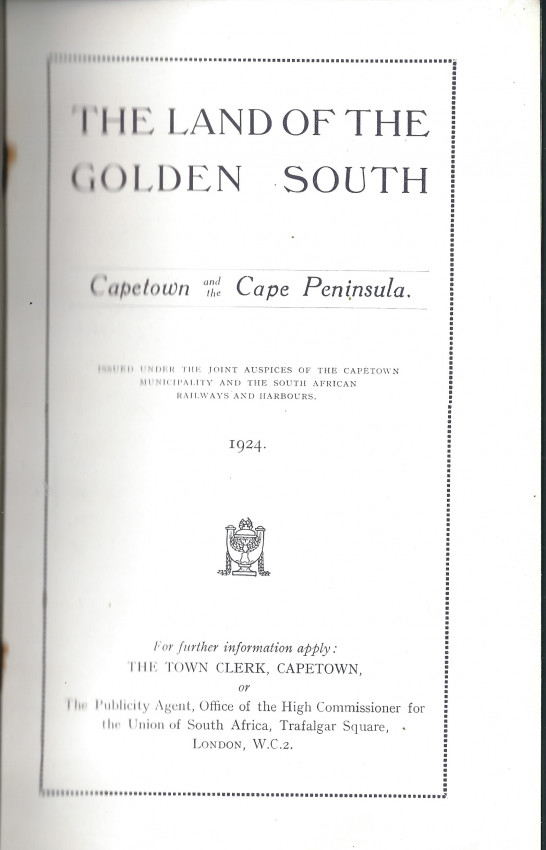 THE LAND OF THE
GOLDEN SOUTH
Capetown and the Cape Peninsula.
ISSUED UNDER THE JOINT AUSPICES OF THE CAPETOWN
MUNICIPALITY AND THE SOUTH AFRICAN
RAILWAYS AND HARBOURS.
1924.
For further information apply:
THE TOWN CLERK, CAPETOWN,
or
The Publicity Agent, Office of the High Commissioner for
the Union of South Africa, Trafalgar Square,
LONDON, W.C.2.